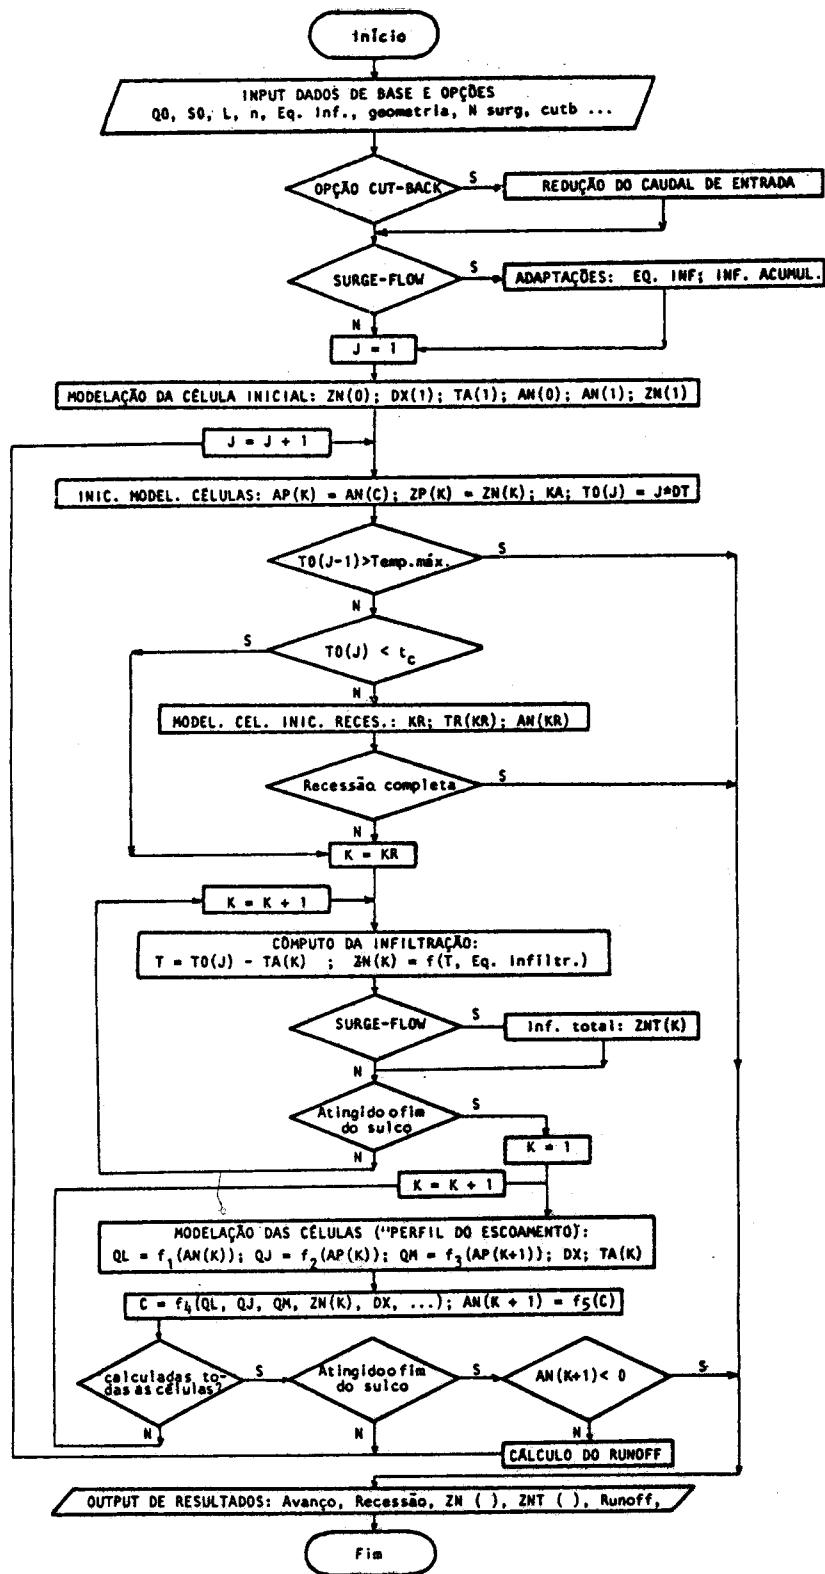 Início
INPUT DADOS DE BASE E OPÇÕES
Q0, S0, L, n, Eq. Inf., geometria, N surg, cutb ...
OPÇÃO CUT-BACK
S
REDUÇÃO DO CAUDAL DE ENTRADA
SURGE-FLOW
S
ADAPTAÇÕES: EQ. INF; INF. ACUMUL.
N
J = 1
MODELAÇÃO DA CÉLULA INICIAL: ZN(0); DX(1); TA(1); AN(0); AN(1); ZN(1)
J = J + 1
INIC. MODEL. CÉLULAS: AP(K) = AN(C); ZP(K) = ZN(K); KA; T0(J) = J*DT
T0(J-1)>Temp.máx.
S
N
S
T0(J) < tc
N
MODEL. CEL. INIC. RECES.: KR; TR(KR); AN(KR)
Recessão completa
S
N
K = KR
K = K + 1
CÔMPUTO DA INFILTRAÇÃO:
T = T0(J) - TA(K) ; ZN(K) = f(T, Eq. Infiltr.)
SURGE-FLOW
S
Inf. total: ZNT(K)
N
Atingido o fim
do sulco
S
N
K = 1
K = K + 1
MODELAÇÃO DAS CÉLULAS ("PERFIL DO ESCOAMENTO):
QL = f1(AN(K)); QJ = f2(AP(K)); QM = f3(AP(K+1)); DX; TA(K)
C = f4(QL, QJ, QM, ZN(K), DX, ...); AN(K + 1) = f5(C)
calculadas to-
das as células?
S
Atingido o fim
do sulco
S
AN(K+1)< 0
S
N
N
N
CÁLCULO DO RUNOFF
OUTPUT DE RESULTADOS: Avanço, Recessão, ZN ( ), ZNT ( ), Runoff,
Fim